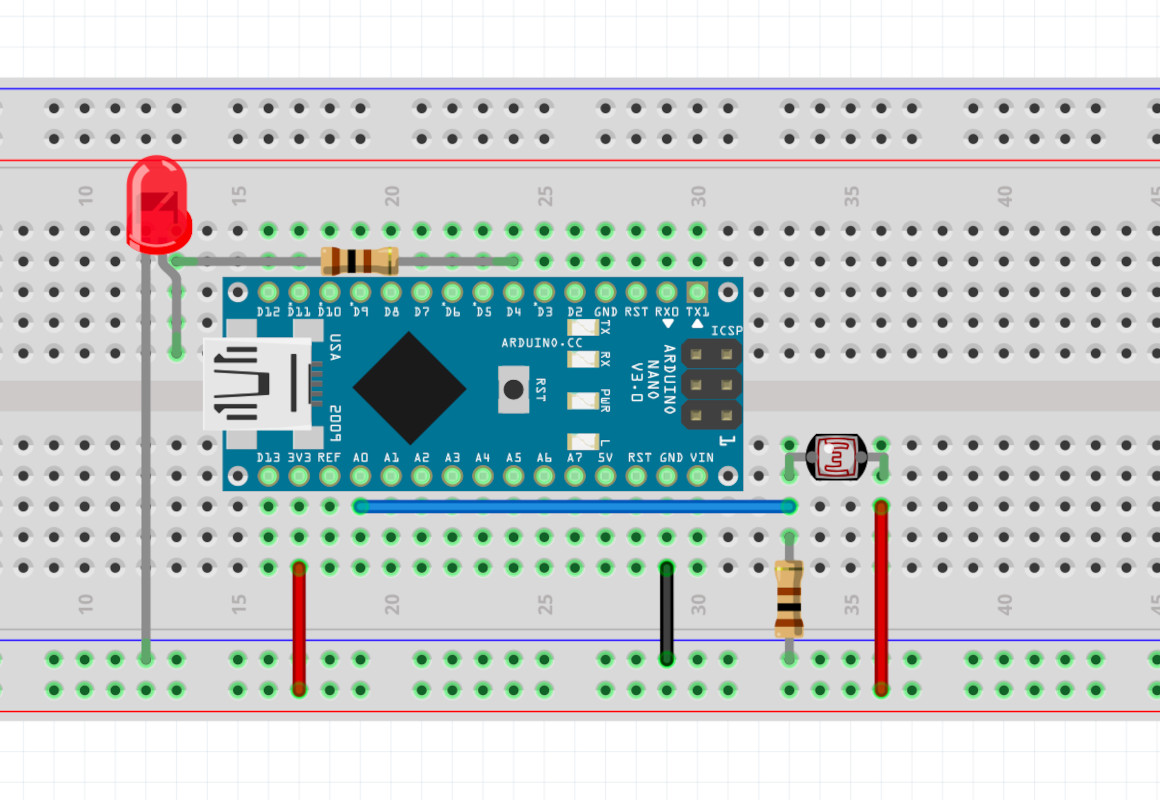 10 15 20 25 30 35 40 45
D12 D11 D10 D9 D8 D7 D6 D5 D4 D3 D2 GND RST RX0 TX1
ICSP
TX
ARDUINO.CC
USA
RX
RST
ARDUINO
NANO
V3.0
PWR
2009
L
1
D13 3V3 REF A0 A1 A2 A3 A4 A5 A6 A7 5V RST GND VIN
10 15 20 25 30 35 40 45